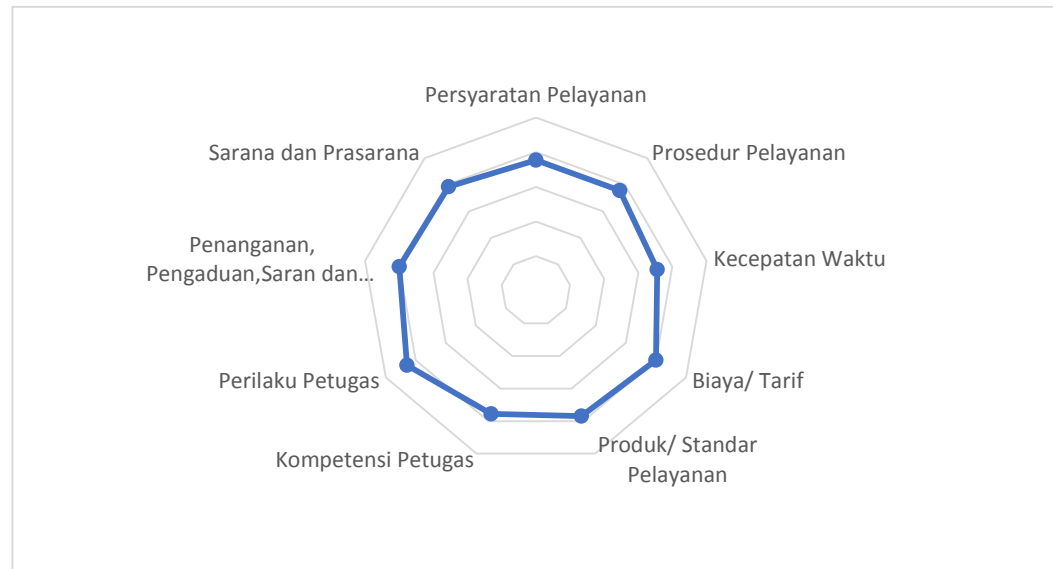 Persyaratan Pelayanan
Prosedur Pelayanan
Kecepatan Waktu
Biaya/ Tarif
Produk/ Standar
Pelayanan
Kompetensi Petugas
Perilaku Petugas
Penanganan,
Pengaduan,Saran dan…
Sarana dan Prasarana